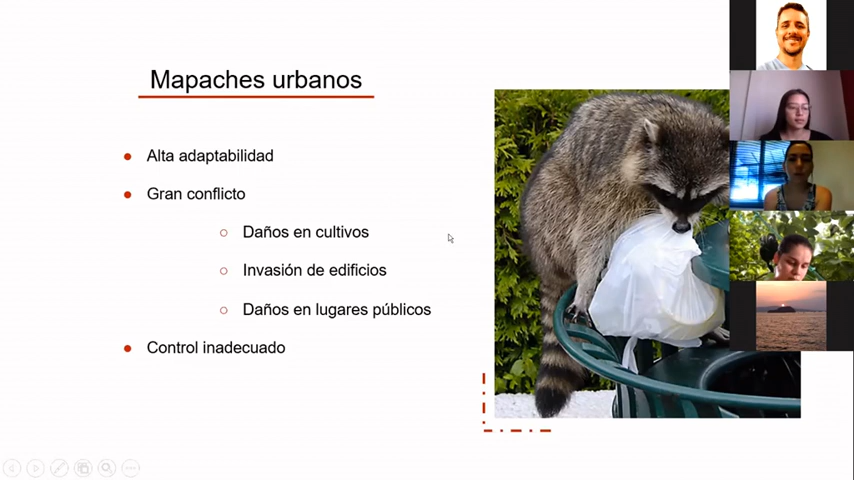 Mapaches urbanos
Alta adaptabilidad
Gran conflicto
Daños en cultivos
Invasión de edificios
Daños en lugares públicos
Control inadecuado